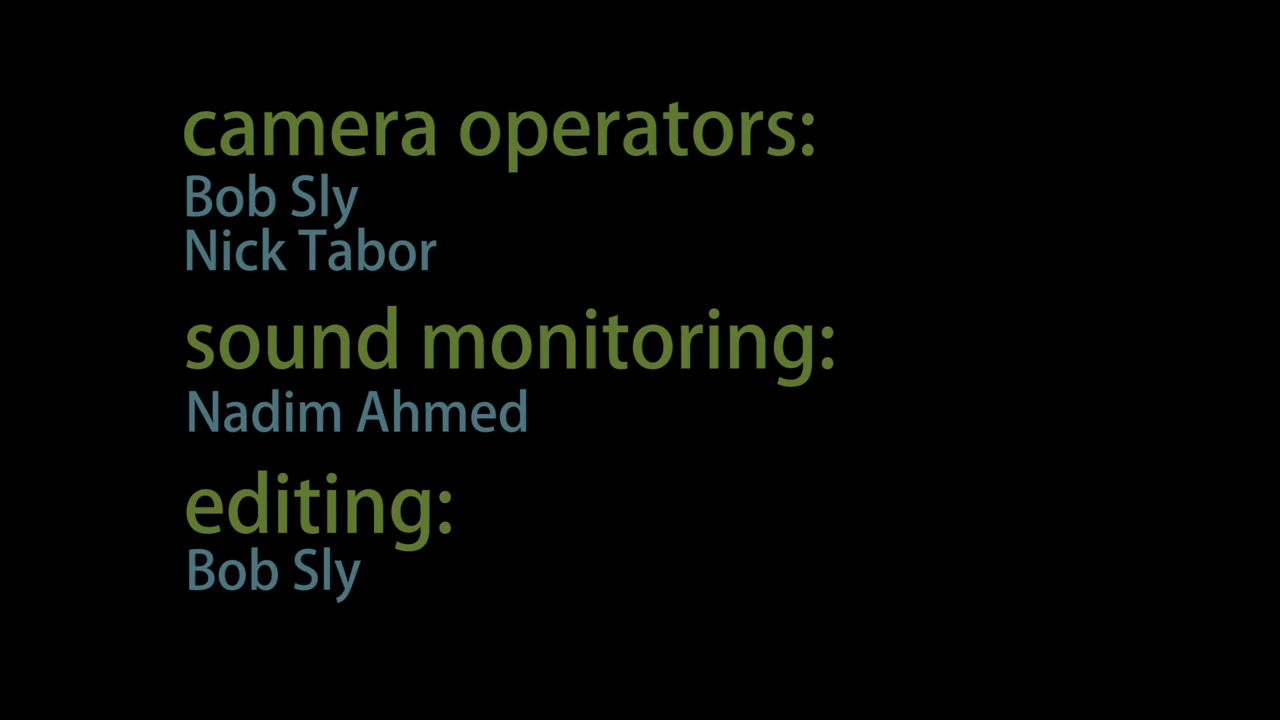 camera operators:
Bob Sly
Nick Tabor
sound monitoring:
Nadim Ahmed
editing:
Bob Sly